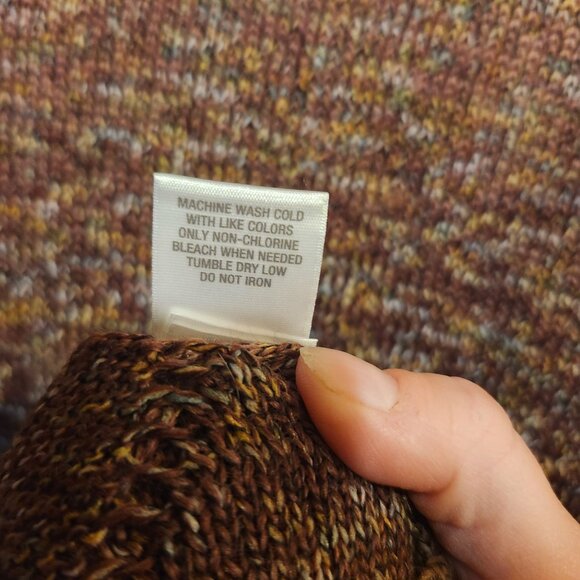 MACHINE WASH COLD
WITH LIKE COLORS
ONLY NON-CHLORINE
BLEACH WHEN NEEDED
TUMBLE DRY LOW
DO NOT IRON